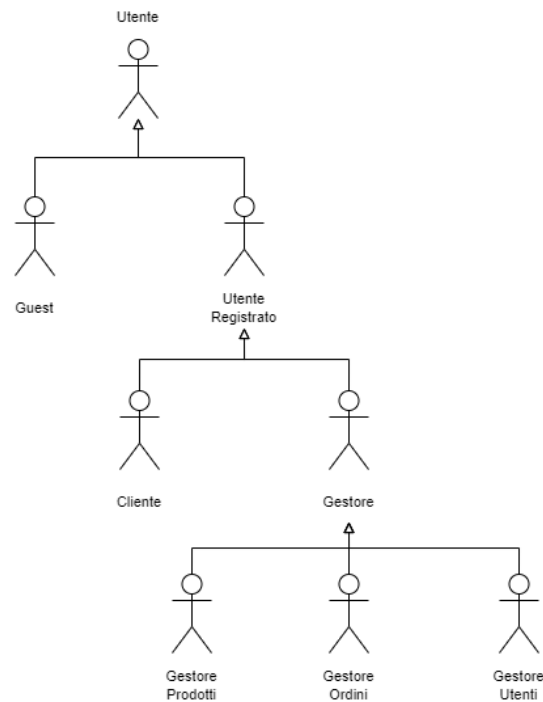 Utente
Guest
Utente
Registrato
Cliente
Gestore
Gestore
Prodotti
Gestore
Ordini
Gestore
Utenti